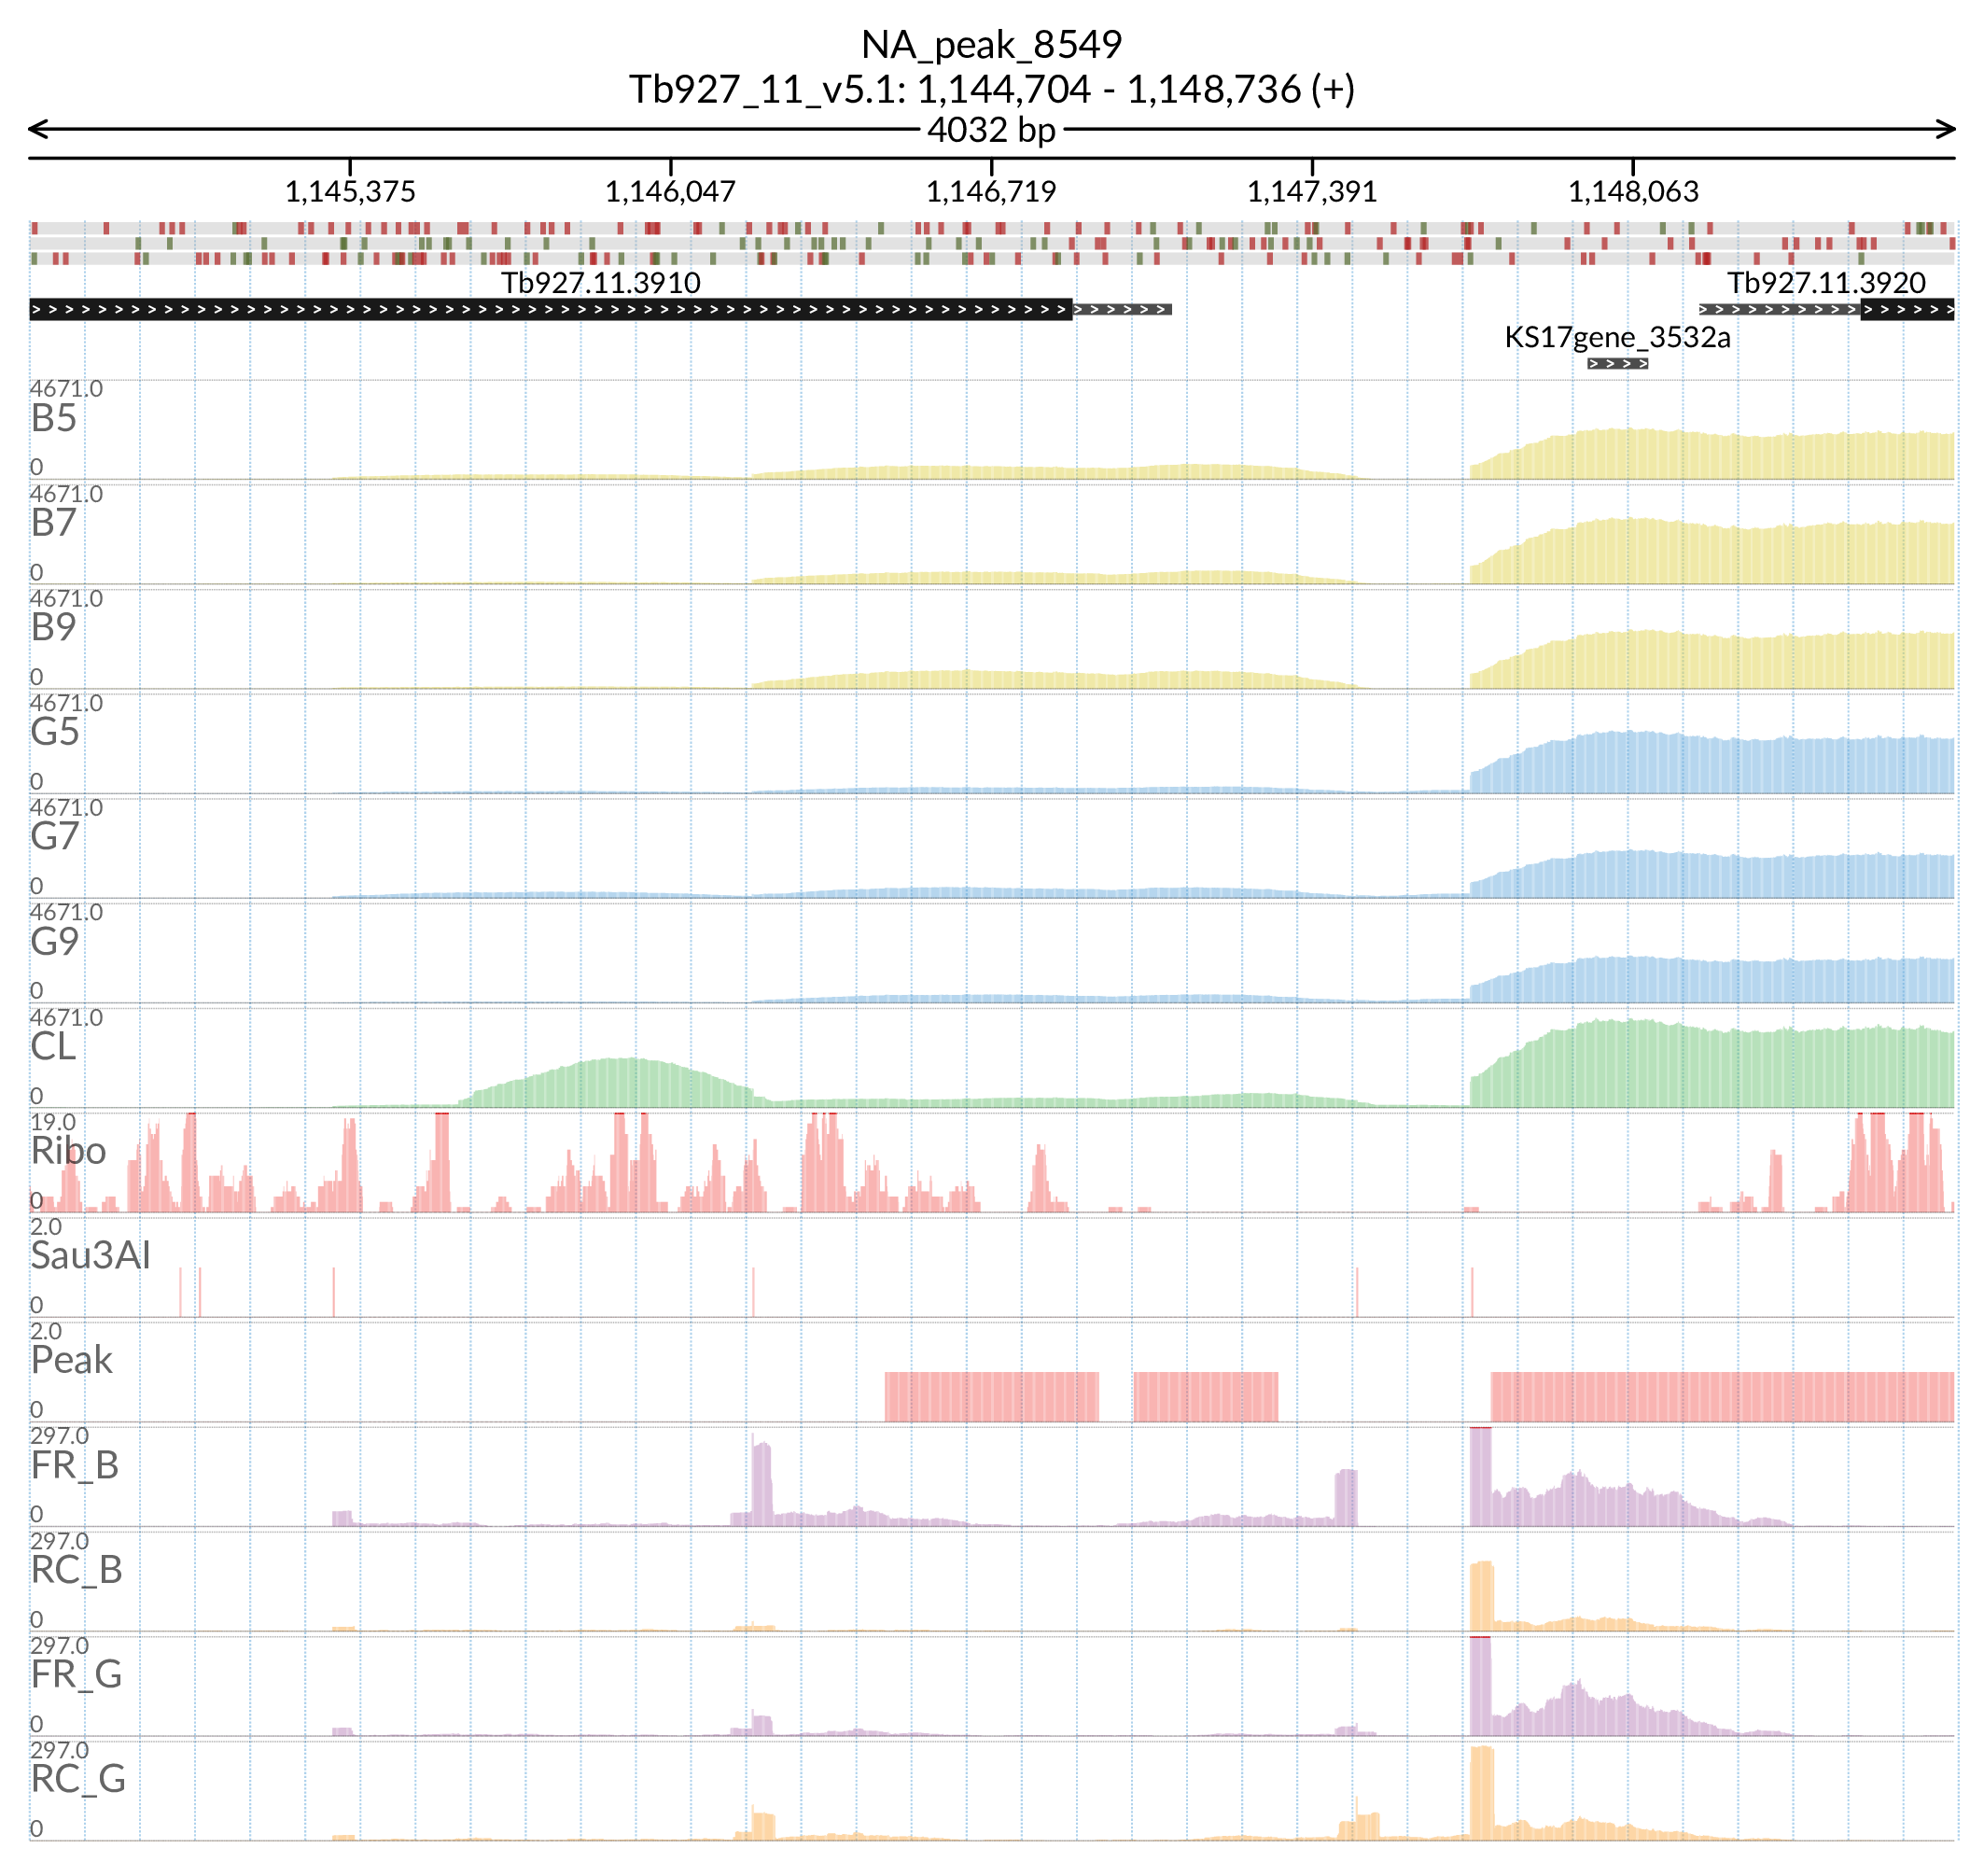 NA_peak_8549
Tb927_11_v5.1: 1,144,704 - 1,148,736 (+)
4032 bp
1,145,375 1,146,047 1,146,719 1,147,391 1,148,063
Tb927.11.3910 Tb927.11.3920
KS17gene_3532a
4671.0
B5
0
4671.0
B7
0
4671.0
B9
0
4671.0
G5
0
4671.0
G7
0
4671.0
G9
0
4671.0
CL
0
19.0
Ribo
0
2.0
Sau3AI
0
2.0
Peak
0
297.0
FR_B
0
297.0
RC_B
0
297.0
FR_G
0
297.0
RC_G
0